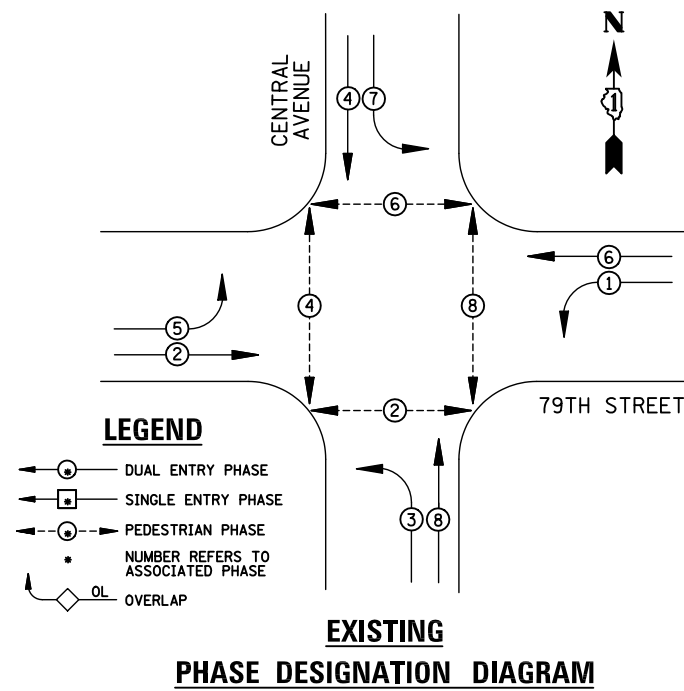 N
CENTRAL
AVENUE
1
4
7
6
6
1
4
8
5
2
2
79TH STREET
3
8
LEGEND
* DUAL ENTRY PHASE
* SINGLE ENTRY PHASE
* PEDESTRIAN PHASE
* NUMBER REFERS TO
ASSOCIATED PHASE
OL OVERLAP
EXISTING
PHASE DESIGNATION DIAGRAM